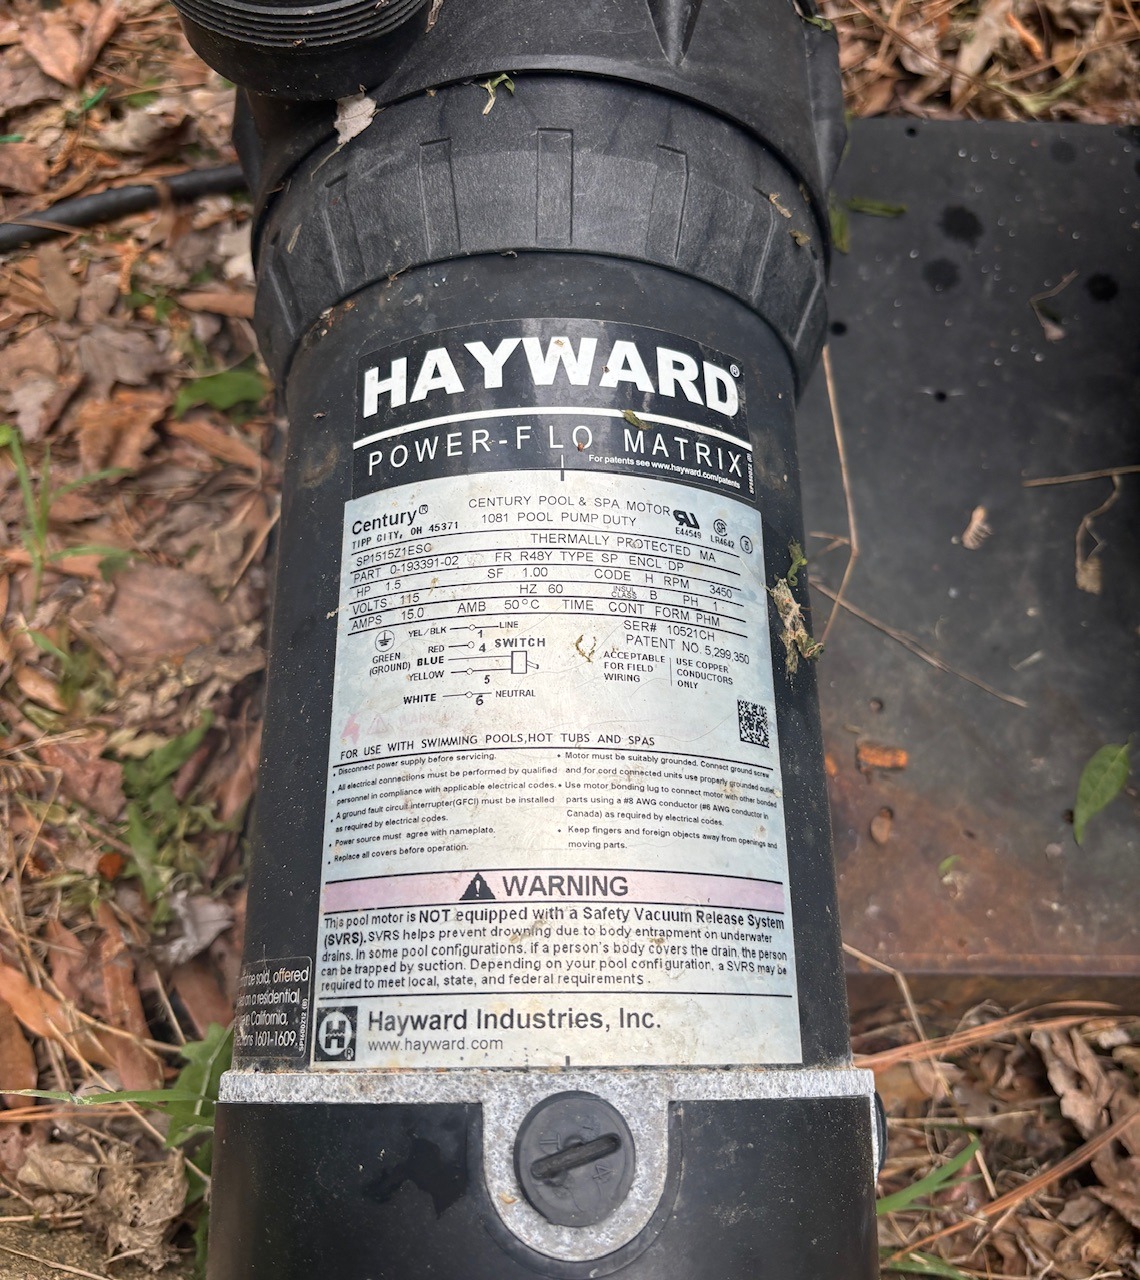 HAYWARD®
POWER-FLO MATRIX
For patents see www.hayward.com/patents
Century®
TIPP CITY, OH 45371
CENTURY POOL & SPA MOTOR
1081 POOL PUMP DUTY
E44549
LR4642
SP1515Z1ESC THERMALLY PROTECTED MA
PART 0-193391-02 FR R48Y TYPE SP ENCL DP
HP 1.5 SF 1.00 CODE H RPM 3450
VOLTS 115 HZ 60 INSUL CLASS B PH 1
AMPS 15.0 AMB 50°C TIME CONT FORM PHM
SER# 10521CH
PATENT NO. 5,299,350
YEL/BLK 1 LINE
RED 4 SWITCH
GREEN
(GROUND)
BLUE
YELLOW 5
WHITE 6 NEUTRAL
ACCEPTABLE
FOR FIELD
WIRING
USE COPPER
CONDUCTORS
ONLY
FOR USE WITH SWIMMING POOLS,HOT TUBS AND SPAS
• Disconnect power supply before servicing.
• All electrical connections must be performed by qualified
personnel in compliance with applicable electrical codes.
• A ground fault circuit interrupter(GFCI) must be installed
as required by electrical codes.
• Power source must agree with nameplate.
• Replace all covers before operation.
• Motor must be suitably grounded. Connect ground screw
and for cord connected units use properly grounded outlet
• Use motor bonding lug to connect motor with other bonded
parts using a #8 AWG conductor (#6 AWG conductor in
Canada) as required by electrical codes.
• Keep fingers and foreign objects away from openings and
moving parts.
WARNING
This pool motor is NOT equipped with a Safety Vacuum Release System
(SVRS). SVRS helps prevent drowning due to body entrapment on underwater
drains. In some pool configurations, if a person's body covers the drain, the person
can be trapped by suction. Depending on your pool configuration, a SVRS may be
required to meet local, state, and federal requirements.
Hayward Industries, Inc.
www.hayward.com
be sold, offered
on a residential
in California,
1601-1609.